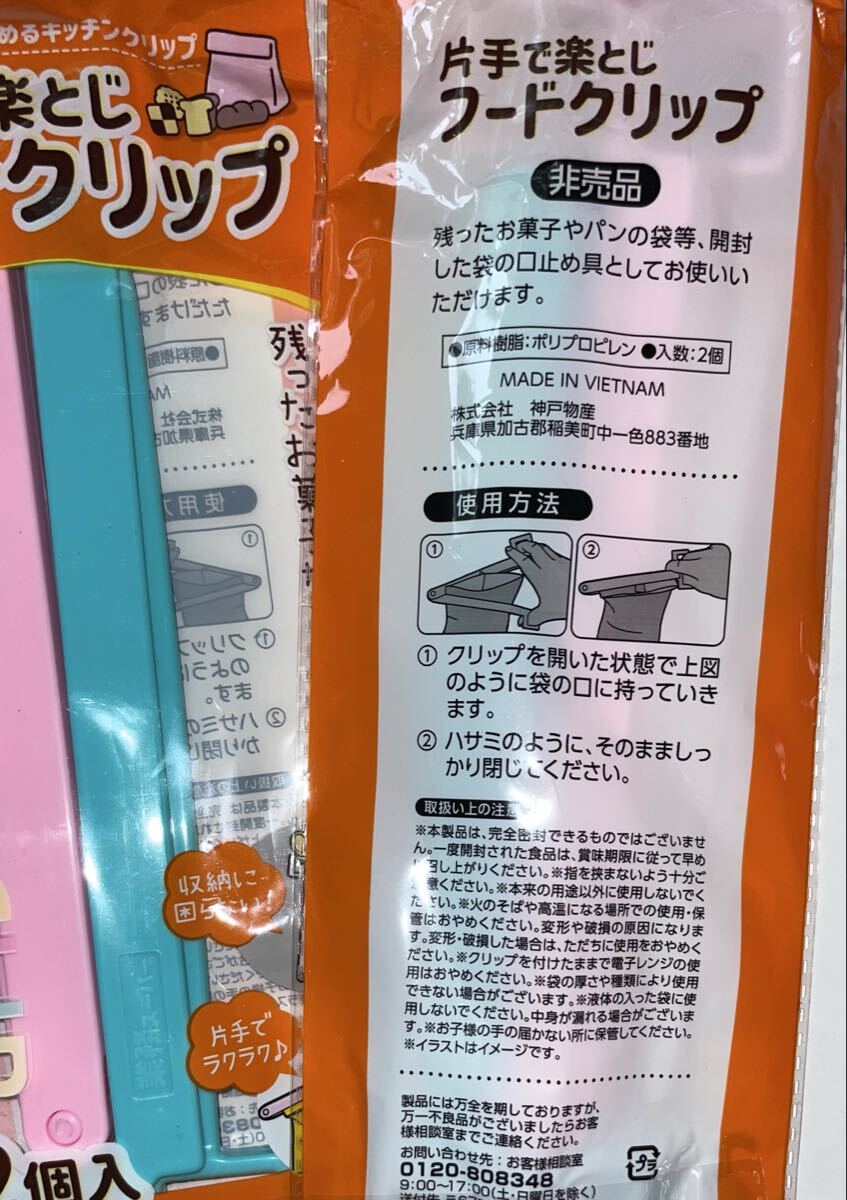 めるキッチンクリップ
楽とじ
クリップ
残ったお菓子
収納に
困らない!
片手で
ラクラク♪
業務スーパー
2個入
片手で楽とじ
フードクリップ
非売品
残ったお菓子やパンの袋等、開封
した袋の口止め具としてお使いい
ただけます。
●原料樹脂:ポリプロピレン ●入数:2個
MADE IN VIETNAM
株式会社 神戸物産
兵庫県加古郡稲美町中一色883番地
使用方法
① ②
① クリップを開いた状態で上図
のように袋の口に持っていき
ます。
② ハサミのように、そのまましっ
かり閉じてください。
取扱い上の注意
※本製品は、完全密封できるものではございませ
ん。一度開封された食品は、賞味期限に従って早め
に召し上がりください。※指を挟まないよう十分ご
注意ください。※本来の用途以外に使用しないでく
ださい。※火のそばや高温になる場所での使用・保
管はおやめください。変形や破損の原因になりま
す。変形・破損した場合は、ただちに使用をおやめく
ださい。※クリップを付けたままで電子レンジの使
用はおやめください。※袋の厚さや種類により使用
できない場合がございます。※液体の入った袋に使
用しないでください。中身が漏れる場合がございま
す。※お子様の手の届かない所に保管してください。
※イラストはイメージです。
製品には万全を期しておりますが、
万一不良品がございましたらお客
様相談室までご連絡ください。
お問い合わせ先:お客様相談室
0120-808348
9:00〜17:00(土・日曜日を除く)
プラ